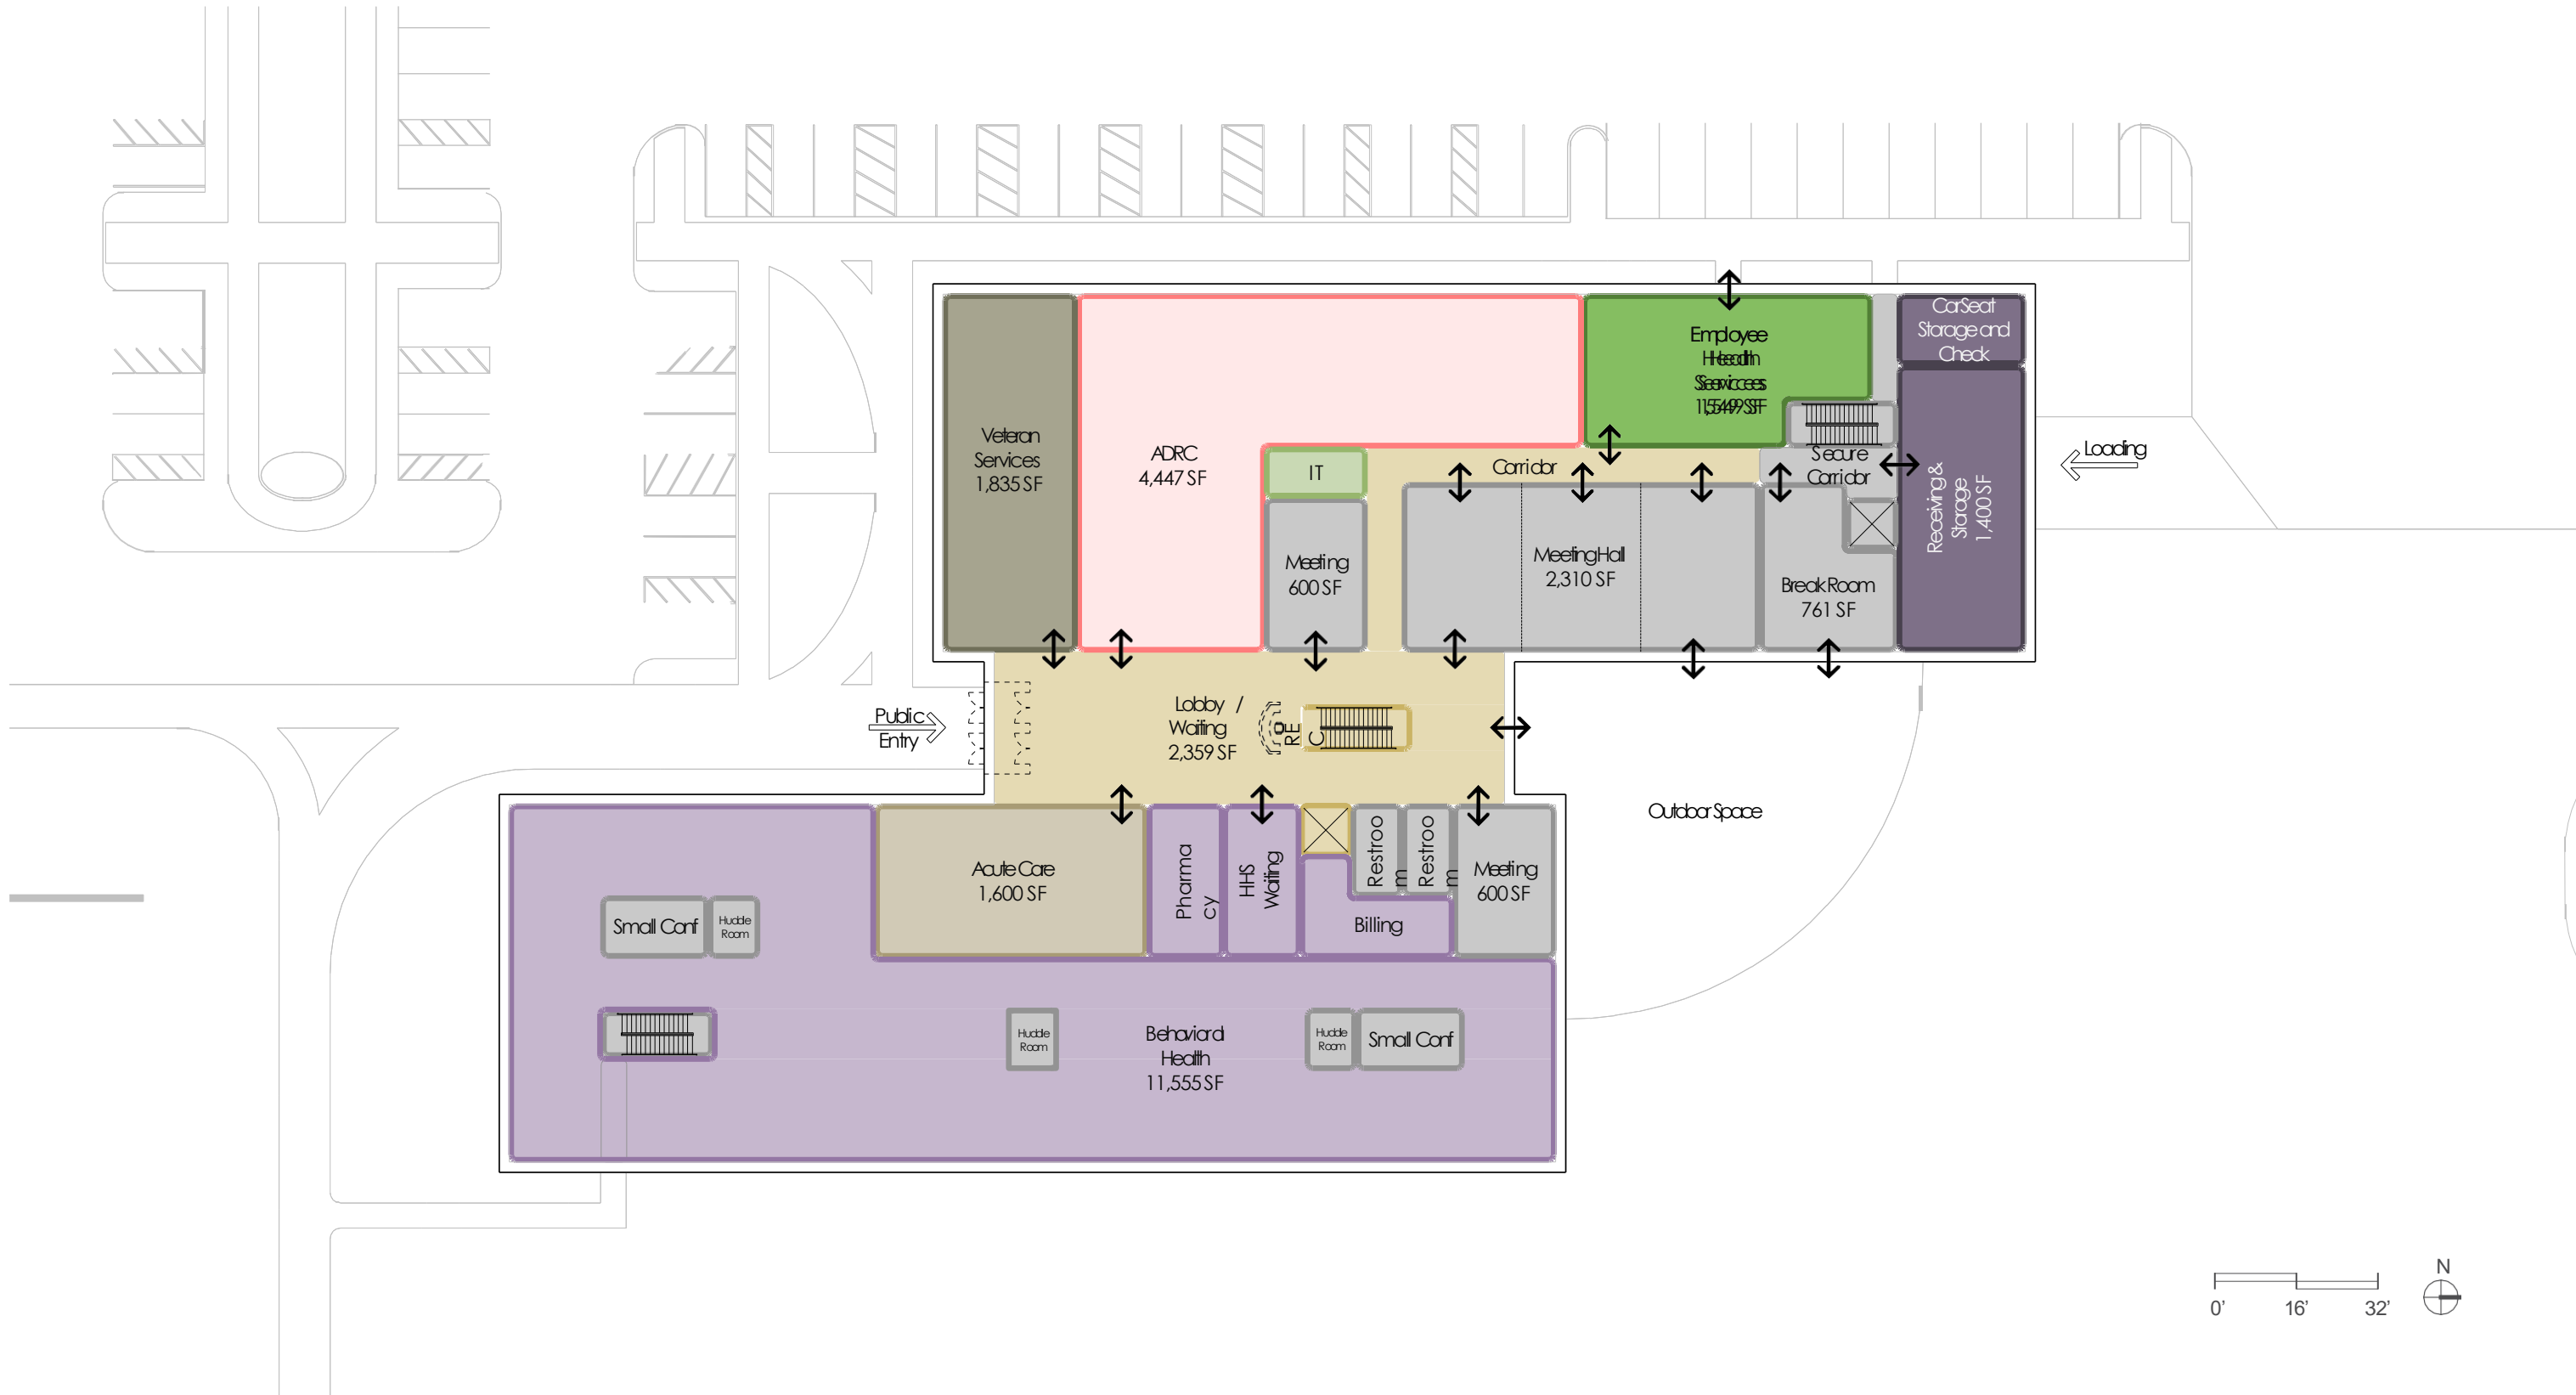 Car Seat
Storage and
Check
Employee
Health
Services
Veteran
Services
1,835 SF
ADRC
4,447 SF
IT
Corridor
Secure
Corridor
Loading
Receiving &
Storage
1,400 SF
Meeting
600 SF
Meeting Hall
2,310 SF
Break Room
761 SF
Public
Entry
Lobby /
Waiting
2,359 SF
RE
C
Outdoor Space
Acute Care
1,600 SF
Pharma
cy
HHS
Waiting
Restroo
m
Restroo
m
Meeting
600 SF
Billing
Small Conf
Huddle
Room
Huddle
Room
Behavioral
Health
11,555 SF
Huddle
Room
Small Conf
N
0' 16' 32'